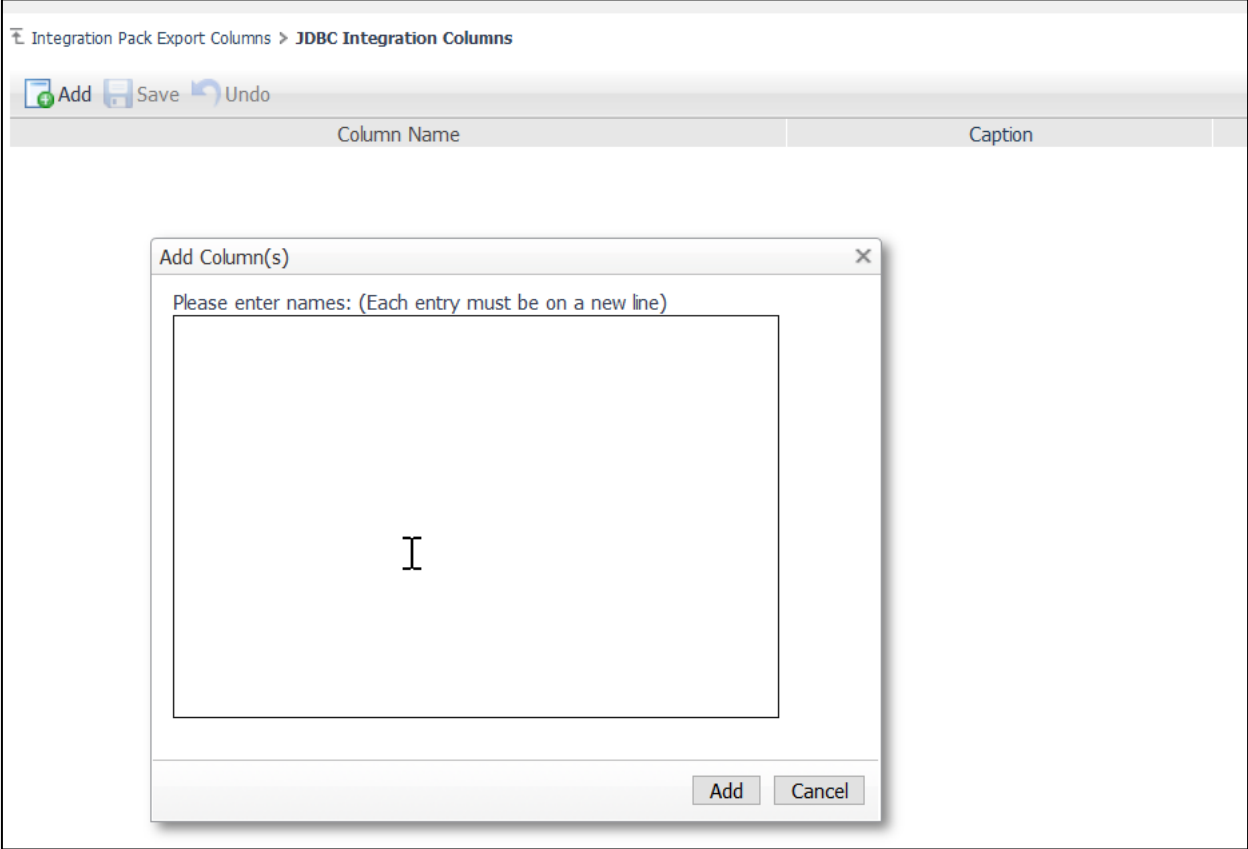 Integration Pack Export Columns > JDBC Integration Columns
Add Save Undo
Column Name Caption
Add Column(s)
Please enter names: (Each entry must be on a new line)
Add Cancel